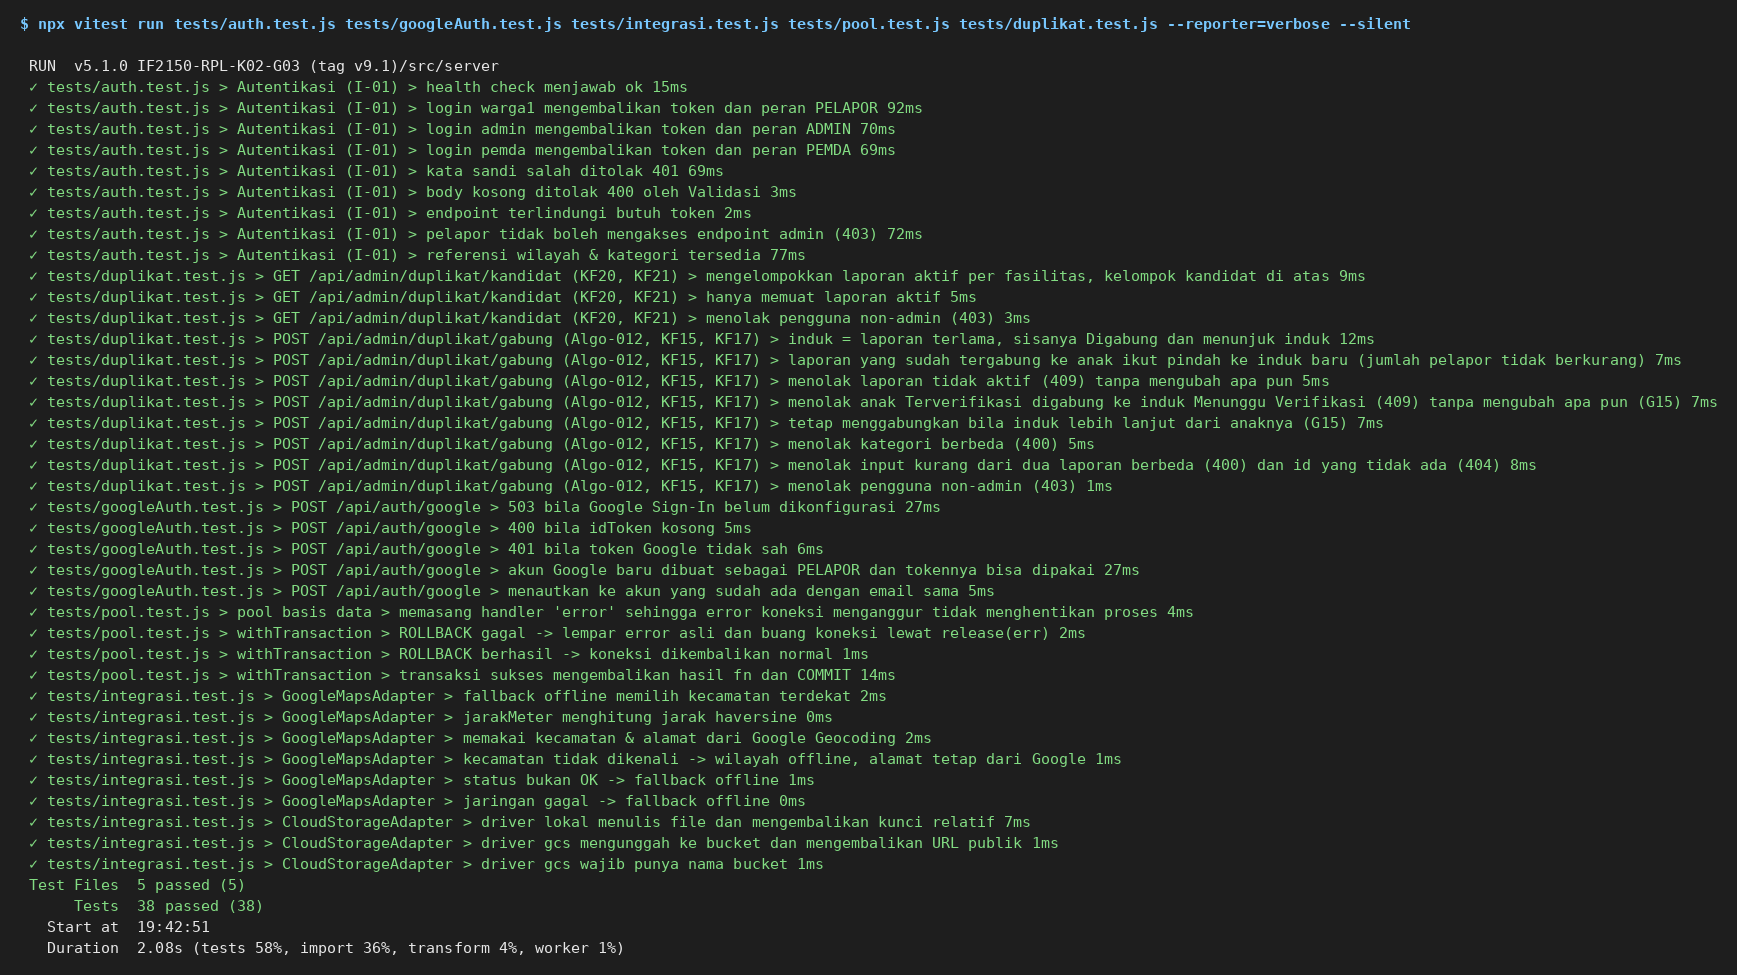 $ npx vitest run tests/auth.test.js tests/googleAuth.test.js tests/integrasi.test.js tests/pool.test.js tests/duplikat.test.js --reporter=verbose --silent
RUN  v5.1.0 IF2150-RPL-K02-G03 (tag v9.1)/src/server
✓ tests/auth.test.js > Autentikasi (I-01) > health check menjawab ok 15ms
✓ tests/auth.test.js > Autentikasi (I-01) > login warga1 mengembalikan token dan peran PELAPOR 92ms
✓ tests/auth.test.js > Autentikasi (I-01) > login admin mengembalikan token dan peran ADMIN 70ms
✓ tests/auth.test.js > Autentikasi (I-01) > login pemda mengembalikan token dan peran PEMDA 69ms
✓ tests/auth.test.js > Autentikasi (I-01) > kata sandi salah ditolak 401 69ms
✓ tests/auth.test.js > Autentikasi (I-01) > body kosong ditolak 400 oleh Validasi 3ms
✓ tests/auth.test.js > Autentikasi (I-01) > endpoint terlindungi butuh token 2ms
✓ tests/auth.test.js > Autentikasi (I-01) > pelapor tidak boleh mengakses endpoint admin (403) 72ms
✓ tests/auth.test.js > Autentikasi (I-01) > referensi wilayah & kategori tersedia 77ms
✓ tests/duplikat.test.js > GET /api/admin/duplikat/kandidat (KF20, KF21) > mengelompokkan laporan aktif per fasilitas, kelompok kandidat di atas 9ms
✓ tests/duplikat.test.js > GET /api/admin/duplikat/kandidat (KF20, KF21) > hanya memuat laporan aktif 5ms
✓ tests/duplikat.test.js > GET /api/admin/duplikat/kandidat (KF20, KF21) > menolak pengguna non-admin (403) 3ms
✓ tests/duplikat.test.js > POST /api/admin/duplikat/gabung (Algo-012, KF15, KF17) > induk = laporan terlama, sisanya Digabung dan menunjuk induk 12ms
✓ tests/duplikat.test.js > POST /api/admin/duplikat/gabung (Algo-012, KF15, KF17) > laporan yang sudah tergabung ke anak ikut pindah ke induk baru (jumlah pelapor tidak berkurang) 7ms
✓ tests/duplikat.test.js > POST /api/admin/duplikat/gabung (Algo-012, KF15, KF17) > menolak laporan tidak aktif (409) tanpa mengubah apa pun 5ms
✓ tests/duplikat.test.js > POST /api/admin/duplikat/gabung (Algo-012, KF15, KF17) > menolak anak Terverifikasi digabung ke induk Menunggu Verifikasi (409) tanpa mengubah apa pun (G15) 7ms
✓ tests/duplikat.test.js > POST /api/admin/duplikat/gabung (Algo-012, KF15, KF17) > tetap menggabungkan bila induk lebih lanjut dari anaknya (G15) 7ms
✓ tests/duplikat.test.js > POST /api/admin/duplikat/gabung (Algo-012, KF15, KF17) > menolak kategori berbeda (400) 5ms
✓ tests/duplikat.test.js > POST /api/admin/duplikat/gabung (Algo-012, KF15, KF17) > menolak input kurang dari dua laporan berbeda (400) dan id yang tidak ada (404) 8ms
✓ tests/duplikat.test.js > POST /api/admin/duplikat/gabung (Algo-012, KF15, KF17) > menolak pengguna non-admin (403) 1ms
✓ tests/googleAuth.test.js > POST /api/auth/google > 503 bila Google Sign-In belum dikonfigurasi 27ms
✓ tests/googleAuth.test.js > POST /api/auth/google > 400 bila idToken kosong 5ms
✓ tests/googleAuth.test.js > POST /api/auth/google > 401 bila token Google tidak sah 6ms
✓ tests/googleAuth.test.js > POST /api/auth/google > akun Google baru dibuat sebagai PELAPOR dan tokennya bisa dipakai 27ms
✓ tests/googleAuth.test.js > POST /api/auth/google > menautkan ke akun yang sudah ada dengan email sama 5ms
✓ tests/pool.test.js > pool basis data > memasang handler 'error' sehingga error koneksi menganggur tidak menghentikan proses 4ms
✓ tests/pool.test.js > withTransaction > ROLLBACK gagal -> lempar error asli dan buang koneksi lewat release(err) 2ms
✓ tests/pool.test.js > withTransaction > ROLLBACK berhasil -> koneksi dikembalikan normal 1ms
✓ tests/pool.test.js > withTransaction > transaksi sukses mengembalikan hasil fn dan COMMIT 14ms
✓ tests/integrasi.test.js > GoogleMapsAdapter > fallback offline memilih kecamatan terdekat 2ms
✓ tests/integrasi.test.js > GoogleMapsAdapter > jarakMeter menghitung jarak haversine 0ms
✓ tests/integrasi.test.js > GoogleMapsAdapter > memakai kecamatan & alamat dari Google Geocoding 2ms
✓ tests/integrasi.test.js > GoogleMapsAdapter > kecamatan tidak dikenali -> wilayah offline, alamat tetap dari Google 1ms
✓ tests/integrasi.test.js > GoogleMapsAdapter > status bukan OK -> fallback offline 1ms
✓ tests/integrasi.test.js > GoogleMapsAdapter > jaringan gagal -> fallback offline 0ms
✓ tests/integrasi.test.js > CloudStorageAdapter > driver lokal menulis file dan mengembalikan kunci relatif 7ms
✓ tests/integrasi.test.js > CloudStorageAdapter > driver gcs mengunggah ke bucket dan mengembalikan URL publik 1ms
✓ tests/integrasi.test.js > CloudStorageAdapter > driver gcs wajib punya nama bucket 1ms
Test Files  5 passed (5)
Tests  38 passed (38)
Start at  19:42:51
Duration  2.08s (tests 58%, import 36%, transform 4%, worker 1%)